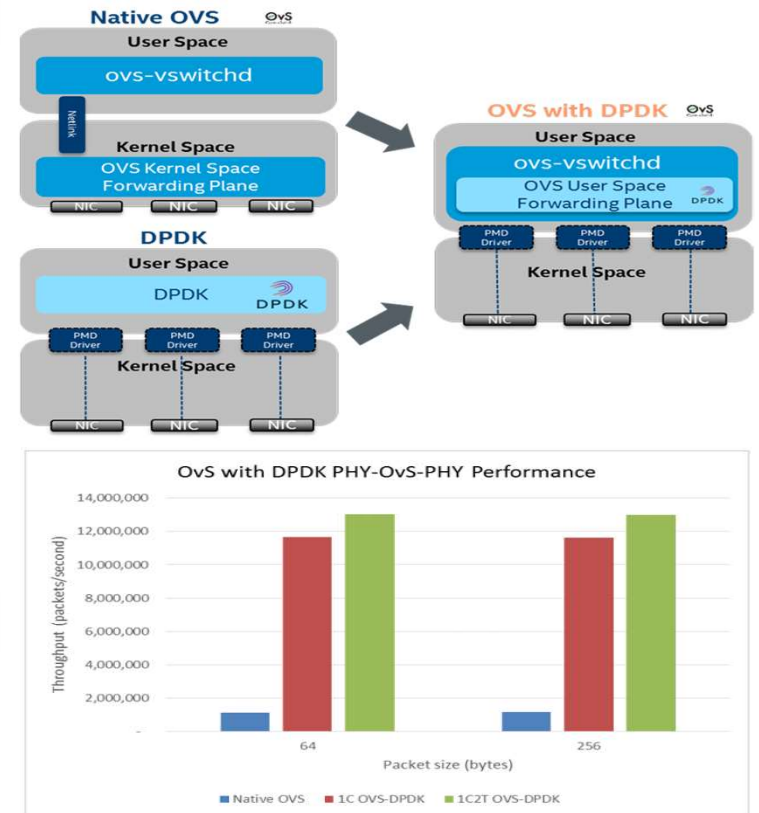 Native OVS
OvS
User Space
ovs-vswitchd
Netlink
Kernel Space
OVS Kernel Space
Forwarding Plane
NIC
NIC
NIC
DPDK
User Space
DPDK
DPDK
PMD
Driver
PMD
Driver
PMD
Driver
Kernel Space
NIC
NIC
NIC
OVS with DPDK
OvS
User Space
ovs-vswitchd
OVS User Space
Forwarding Plane
DPDK
PMD
Driver
PMD
Driver
PMD
Driver
Kernel Space
NIC
NIC
NIC
OvS with DPDK PHY-OvS-PHY Performance
Throughput (packets/second)
14,000,000
12,000,000
10,000,000
8,000,000
6,000,000
4,000,000
2,000,000
-
64
256
Packet size (bytes)
Native OVS
1C OVS-DPDK
1C2T OVS-DPDK